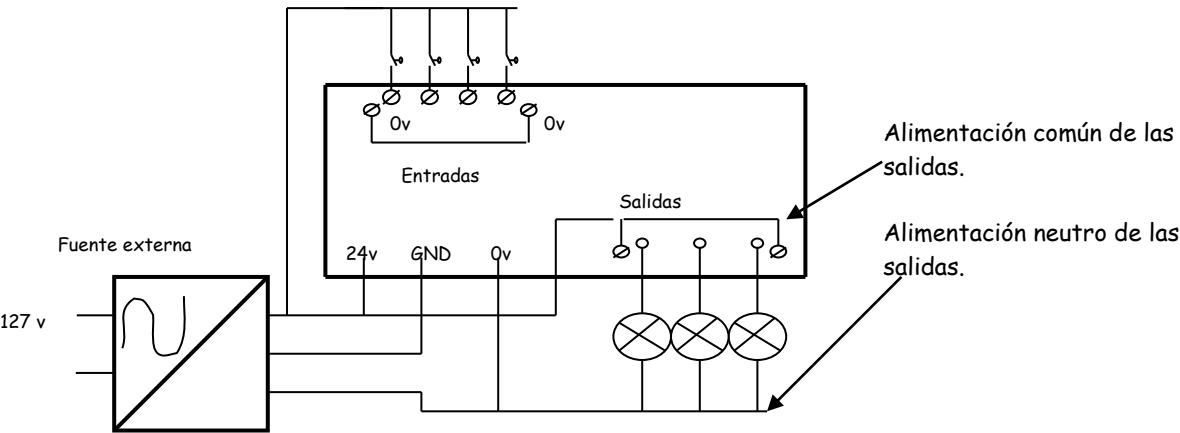 0v
0v
Alimentación común de las
salidas.
Entradas
Salidas
Alimentación neutro de las
salidas.
Fuente externa
24v
GND
0v
127 v